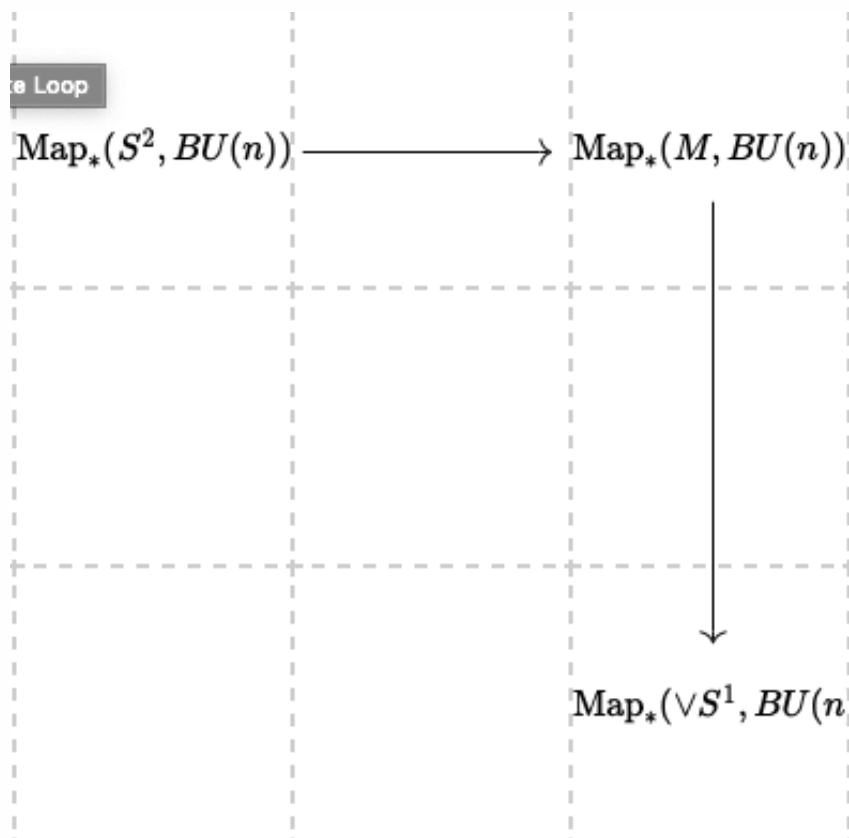 e Loop
Map_*(S^2, BU(n)) Map_*(M, BU(n))
Map_*(∨S^1, BU(n